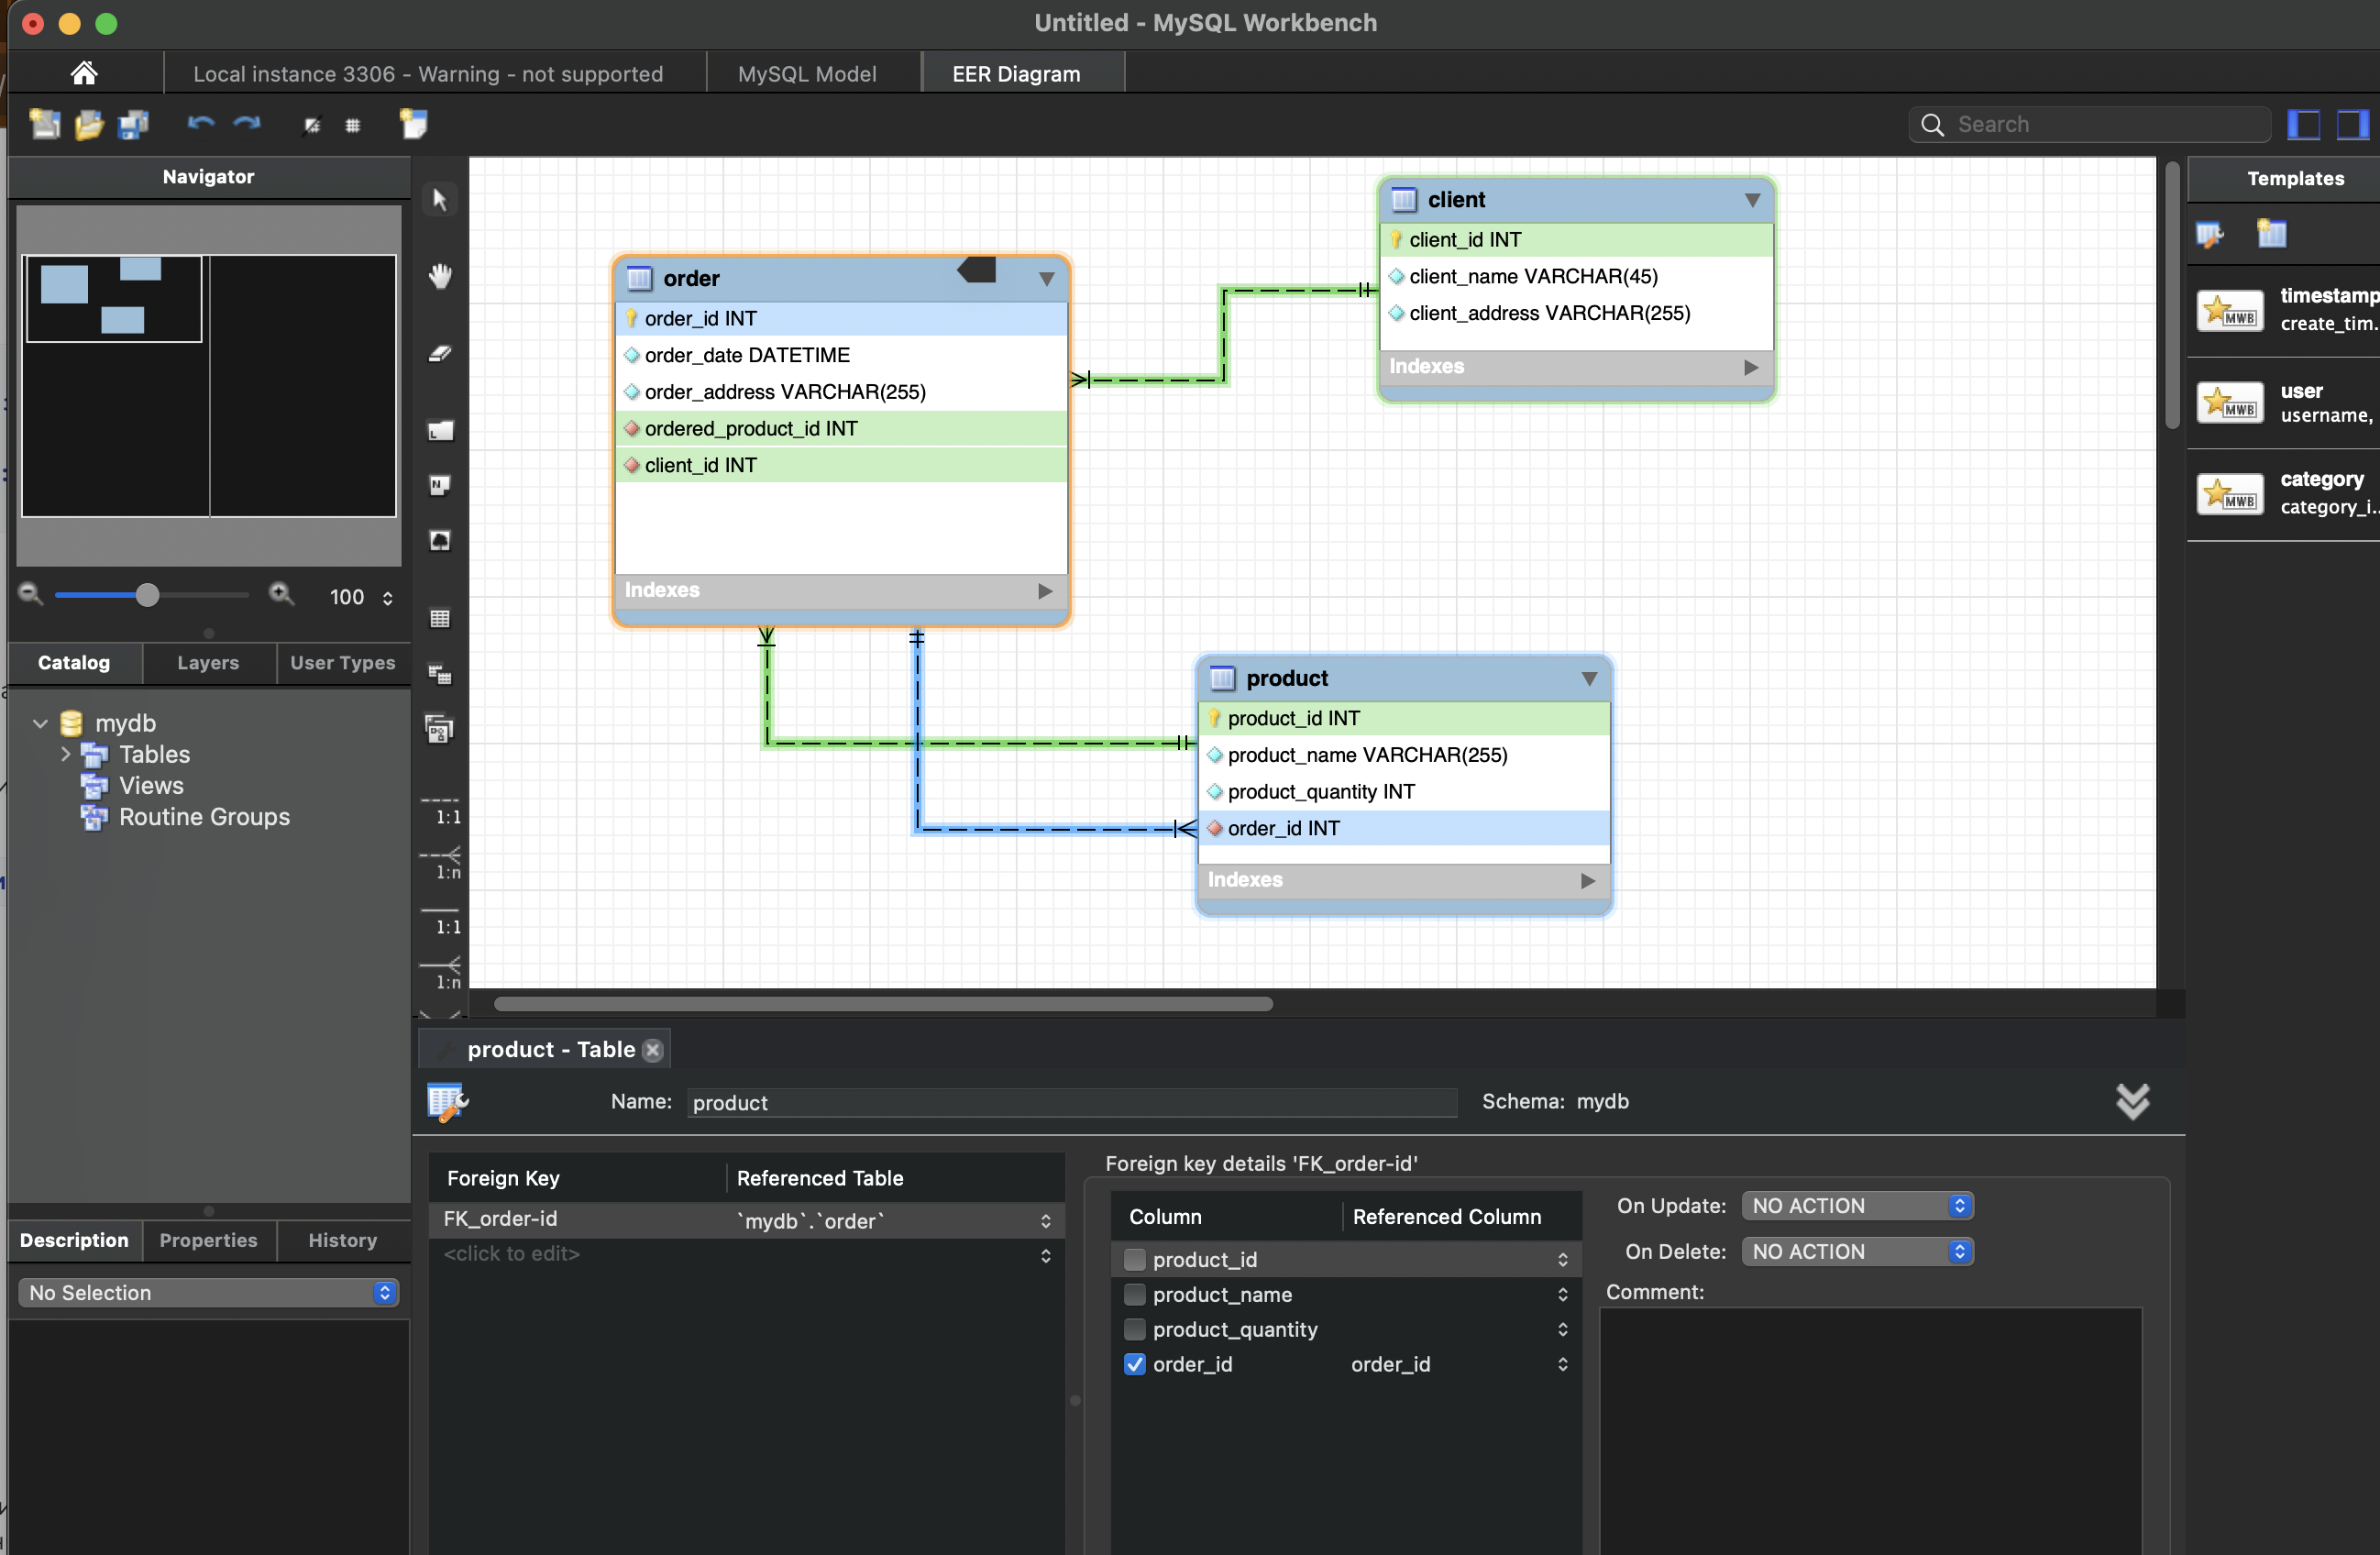 Untitled - MySQL Workbench
Local instance 3306 - Warning - not supported
MySQL Model
EER Diagram
Search
Navigator
100
Catalog
Layers
User Types
mydb
Tables
Views
Routine Groups
Description
Properties
History
No Selection
1:1
1:n
1:1
1:n
order
order_id INT
order_date DATETIME
order_address VARCHAR(255)
ordered_product_id INT
client_id INT
Indexes
client
client_id INT
client_name VARCHAR(45)
client_address VARCHAR(255)
Indexes
product
product_id INT
product_name VARCHAR(255)
product_quantity INT
order_id INT
Indexes
Templates
MWB
timestamp
create_tim...
MWB
user
username,
MWB
category
category_i...
product - Table
Name: product
Schema: mydb
Foreign Key
Referenced Table
FK_order-id
`mydb`.`order`
<click to edit>
Foreign key details 'FK_order-id'
Column
Referenced Column
product_id
product_name
product_quantity
order_id
order_id
On Update: NO ACTION
On Delete: NO ACTION
Comment: